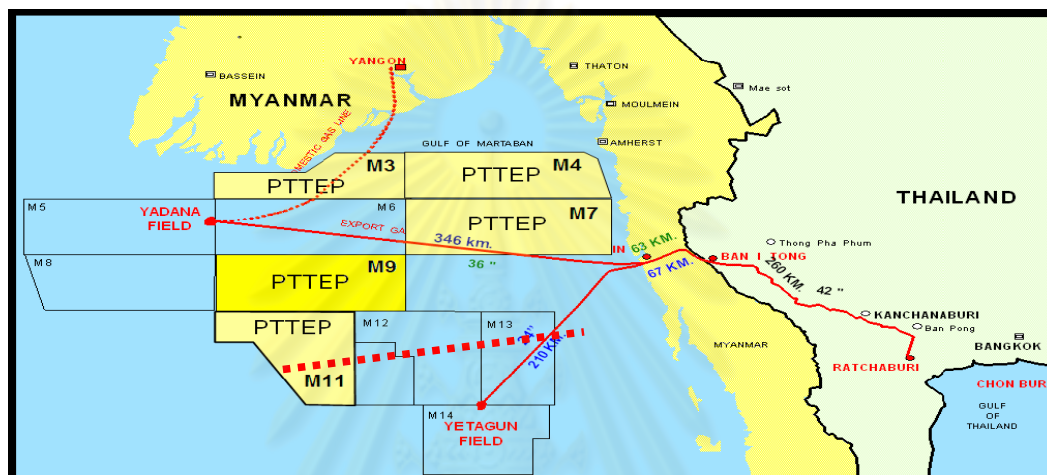 YANGON
BASSEIN
THATON
Mae sot
MYANMAR
MOULMEIN
MESTIC GAS LINE
GULF OF MARTABAN
AMHERST
M3
PTTEP
M4
PTTEP
THAILAND
M5
YADANA
FIELD
M6
M7
PTTEP
EXPORT GA
346 km.
36 "
IN
63 KM.
67 KM.
Thong Pha Phum
BAN I TONG
260 KM.
42 "
M8
M9
PTTEP
KANCHANABURI
Ban Pong
BANGKOK
PTTEP
M11
M12
M13
24"
210 KM.
MYANMAR
RATCHABURI
CHON BUR
GULF
OF
THAILAND
M14
YETAGUN
FIELD